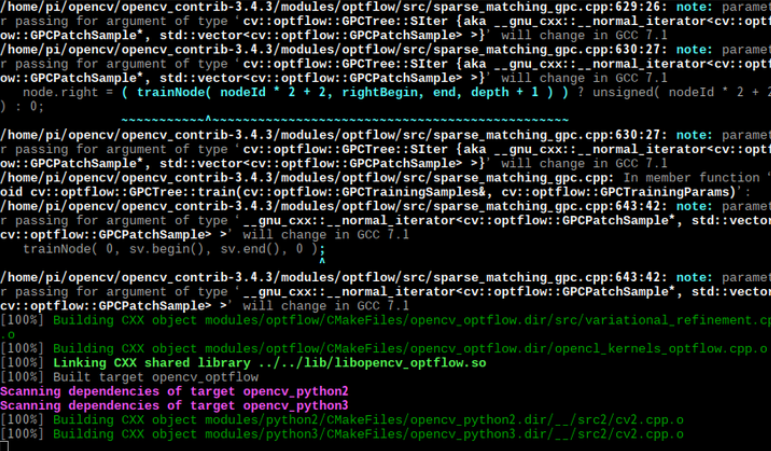 /home/pi/opencv/opencv_contrib-3.4.3/modules/optflow/src/sparse_matching_gpc.cpp:629:26: note: paramet
r passing for argument of type 'cv::optflow::GPCTree::SIter {aka __gnu_cxx::__normal_iterator<cv::optfl
ow::GPCPatchSample*, std::vector<cv::optflow::GPCPatchSample> >}' will change in GCC 7.1
/home/pi/opencv/opencv_contrib-3.4.3/modules/optflow/src/sparse_matching_gpc.cpp:630:27: note: paramet
r passing for argument of type 'cv::optflow::GPCTree::SIter {aka __gnu_cxx::__normal_iterator<cv::optfl
ow::GPCPatchSample*, std::vector<cv::optflow::GPCPatchSample> >}' will change in GCC 7.1
node.right = ( trainNode( nodeId * 2 + 2, rightBegin, end, depth + 1 ) ) ? unsigned( nodeId * 2 + 2
) : 0;
~~~~~~~~~~~^~~~~~~~~~~~~~~~~~~~~~~~~~~~~~~~~~~~~~~~~~~~~~
/home/pi/opencv/opencv_contrib-3.4.3/modules/optflow/src/sparse_matching_gpc.cpp:630:27: note: paramet
r passing for argument of type 'cv::optflow::GPCTree::SIter {aka __gnu_cxx::__normal_iterator<cv::optfl
ow::GPCPatchSample*, std::vector<cv::optflow::GPCPatchSample> >}' will change in GCC 7.1
/home/pi/opencv/opencv_contrib-3.4.3/modules/optflow/src/sparse_matching_gpc.cpp: In member function '
oid cv::optflow::GPCTree::train(cv::optflow::GPCTrainingSamples&, cv::optflow::GPCTrainingParams)':
/home/pi/opencv/opencv_contrib-3.4.3/modules/optflow/src/sparse_matching_gpc.cpp:643:42: note: paramet
r passing for argument of type '__gnu_cxx::__normal_iterator<cv::optflow::GPCPatchSample*, std::vector
cv::optflow::GPCPatchSample> >' will change in GCC 7.1
trainNode( 0, sv.begin(), sv.end(), 0 );
^
/home/pi/opencv/opencv_contrib-3.4.3/modules/optflow/src/sparse_matching_gpc.cpp:643:42: note: paramet
r passing for argument of type '__gnu_cxx::__normal_iterator<cv::optflow::GPCPatchSample*, std::vector
cv::optflow::GPCPatchSample> >' will change in GCC 7.1
[100%] Building CXX object modules/optflow/CMakeFiles/opencv_optflow.dir/src/variational_refinement.cp
.o
[100%] Building CXX object modules/optflow/CMakeFiles/opencv_optflow.dir/opencl_kernels_optflow.cpp.o
[100%] Linking CXX shared library ../../lib/libopencv_optflow.so
[100%] Built target opencv_optflow
Scanning dependencies of target opencv_python2
Scanning dependencies of target opencv_python3
[100%] Building CXX object modules/python2/CMakeFiles/opencv_python2.dir/__/src2/cv2.cpp.o
[100%] Building CXX object modules/python3/CMakeFiles/opencv_python3.dir/__/src2/cv2.cpp.o